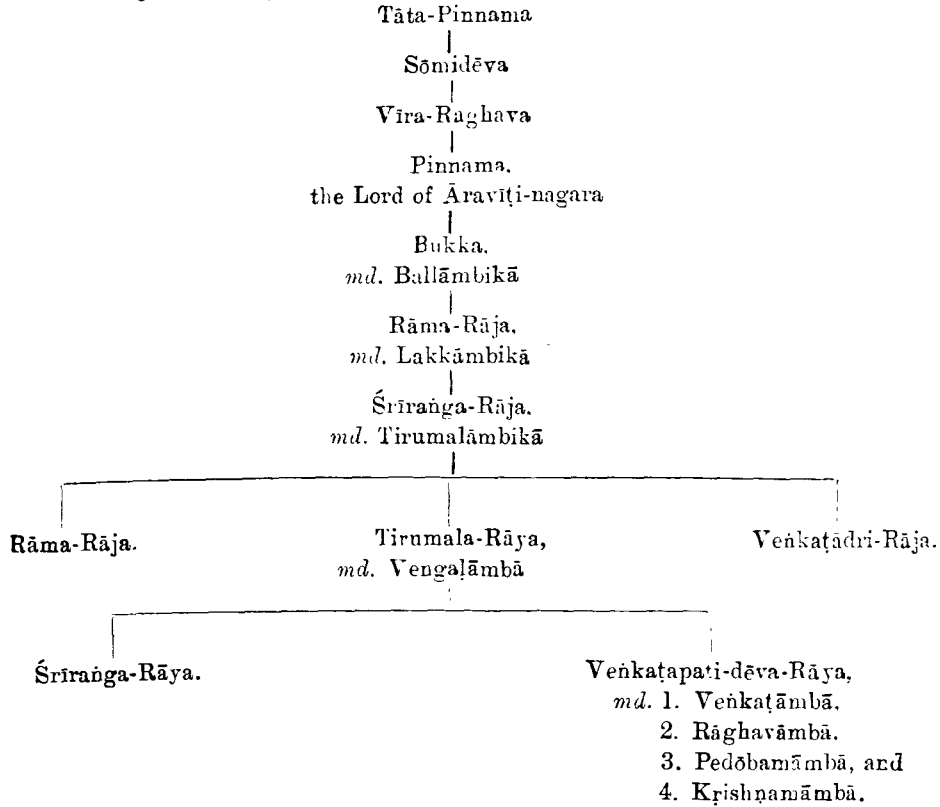 Tāta-Pinnama
Sōmidēva
Vīra-Raghava
Pinnama.
the Lord of Āravīṭi-nagara
Bukka.
md. Ballāmbikā
Rāma-Rāja.
md. Lakkāmbikā
Śrīraṅga-Rāja.
md. Tirumalāmbikā
Rāma-Rāja. Tirumala-Rāya, Veṅkaṭādri-Rāja.
md. Vengaḷāmbā
Śrīraṅga-Rāya. Veṅkaṭapati-dēva-Rāya,
md. 1. Veṅkaṭāmbā.
2. Rāghavāmbā.
3. Pedōbamāmbā, and
4. Kṛishṇamāmbā.